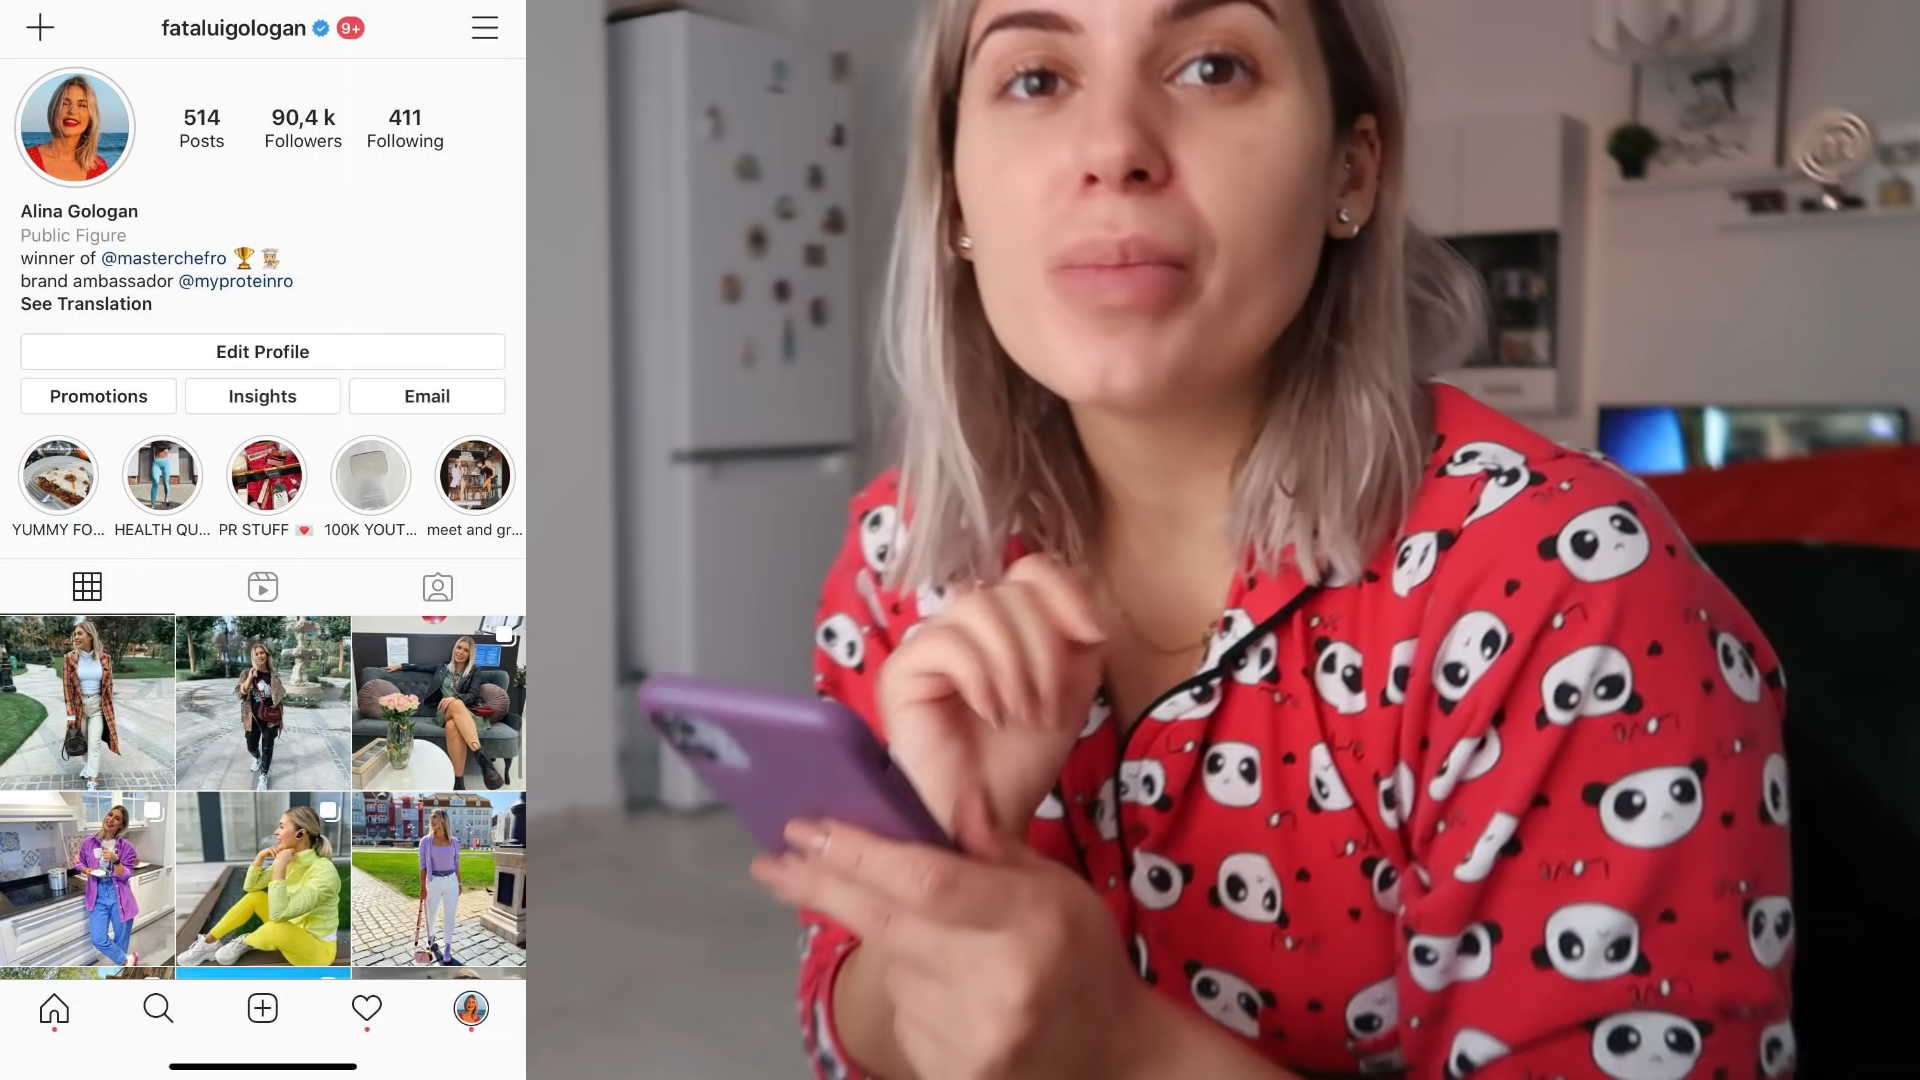 fataluigologan 9+
514 90,4 k 411
Posts Followers Following
Alina Gologan
Public Figure
winner of @masterchefro
brand ambassador @myproteinro
See Translation
Edit Profile
Promotions Insights Email
YUMMY FO... HEALTH QU... PR STUFF 100K YOUT... meet and gr...